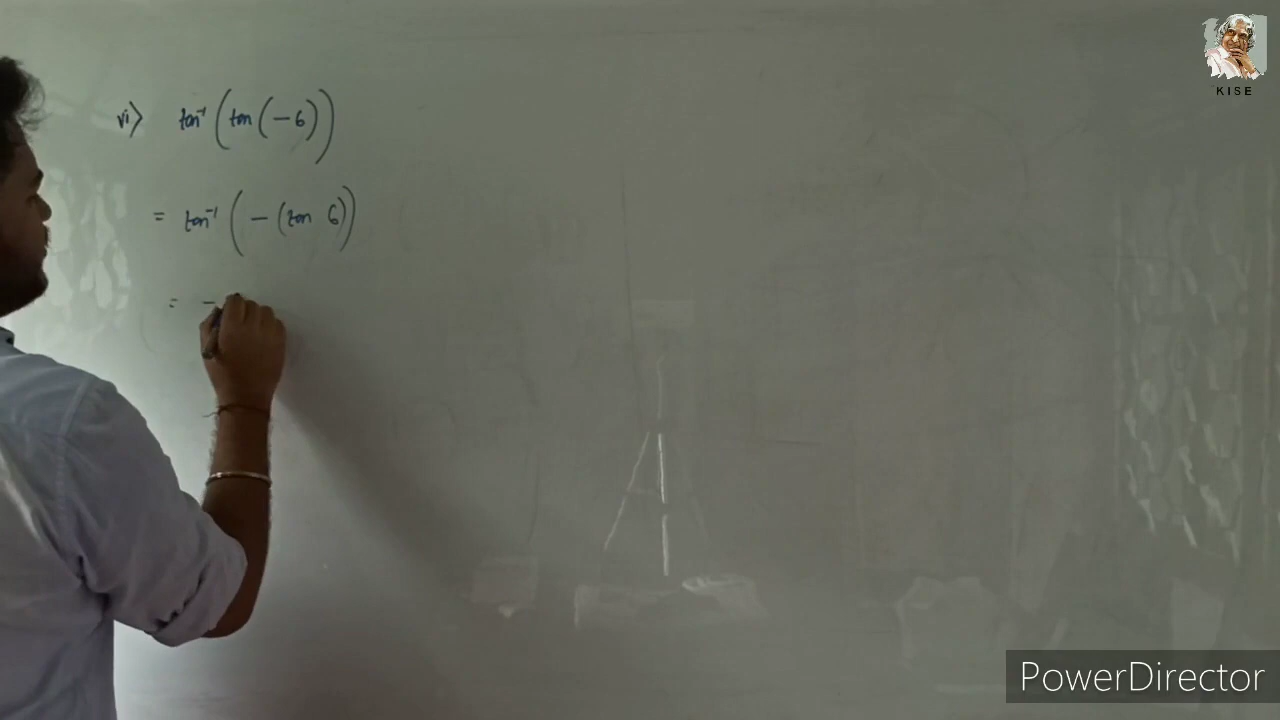 vi) tan⁻¹(tan(-6))
= tan⁻¹(-(tan 6))
= -
KISE
PowerDirector